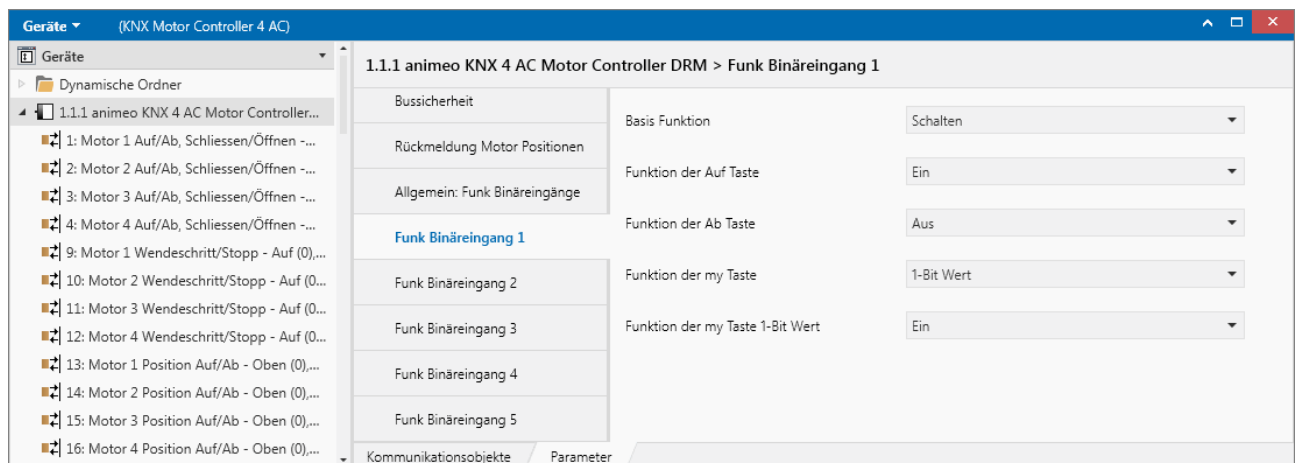 Geräte (KNX Motor Controller 4 AC)
Geräte
Dynamische Ordner
1.1.1 animeo KNX 4 AC Motor Controller...
1: Motor 1 Auf/Ab, Schliessen/Öffnen -...
2: Motor 2 Auf/Ab, Schliessen/Öffnen -...
3: Motor 3 Auf/Ab, Schliessen/Öffnen -...
4: Motor 4 Auf/Ab, Schliessen/Öffnen -...
9: Motor 1 Wendeschritt/Stopp - Auf (0),...
10: Motor 2 Wendeschritt/Stopp - Auf (0...
11: Motor 3 Wendeschritt/Stopp - Auf (0...
12: Motor 4 Wendeschritt/Stopp - Auf (0...
13: Motor 1 Position Auf/Ab - Oben (0),...
14: Motor 2 Position Auf/Ab - Oben (0),...
15: Motor 3 Position Auf/Ab - Oben (0),...
16: Motor 4 Position Auf/Ab - Oben (0),...
1.1.1 animeo KNX 4 AC Motor Controller DRM > Funk Binäreingang 1
Bussicherheit
Rückmeldung Motor Positionen
Allgemein: Funk Binäreingänge
Funk Binäreingang 1
Funk Binäreingang 2
Funk Binäreingang 3
Funk Binäreingang 4
Funk Binäreingang 5
Basis Funktion Schalten
Funktion der Auf Taste Ein
Funktion der Ab Taste Aus
Funktion der my Taste 1-Bit Wert
Funktion der my Taste 1-Bit Wert Ein
Kommunikationsobjekte Parameter